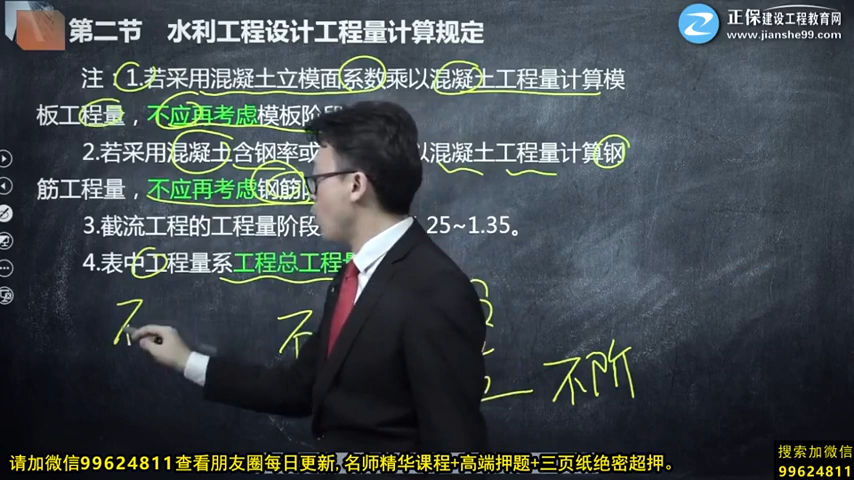 第二节 水利工程设计工程量计算规定
正保建设工程教育网
www.jianshe99.com
注：1.若采用混凝土立模面系数乘以混凝土工程量计算模
板工程量，不应再考虑模板阶段
2.若采用混凝土含钢率或 以混凝土工程量计算钢
筋工程量，不应再考虑钢筋
3.截流工程的工程量阶段 .25~1.35。
4.表中工程量系工程总工程量
不 不
不阶
请加微信99624811查看朋友圈每日更新,名师精华课程+高端押题+三页纸绝密超押。
搜索加微信
99624811